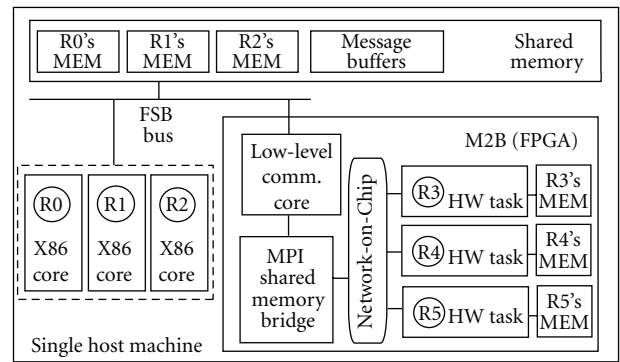 R0's
MEM
R1's
MEM
R2's
MEM
Message
buffers
Shared
memory
FSB
bus
M2B (FPGA)
Low-level
comm.
core
R0
X86
core
R1
X86
core
R2
X86
core
MPI
shared
memory
bridge
Network-on-Chip
R3 HW task
R3's
MEM
R4 HW task
R4's
MEM
R5 HW task
R5's
MEM
Single host machine